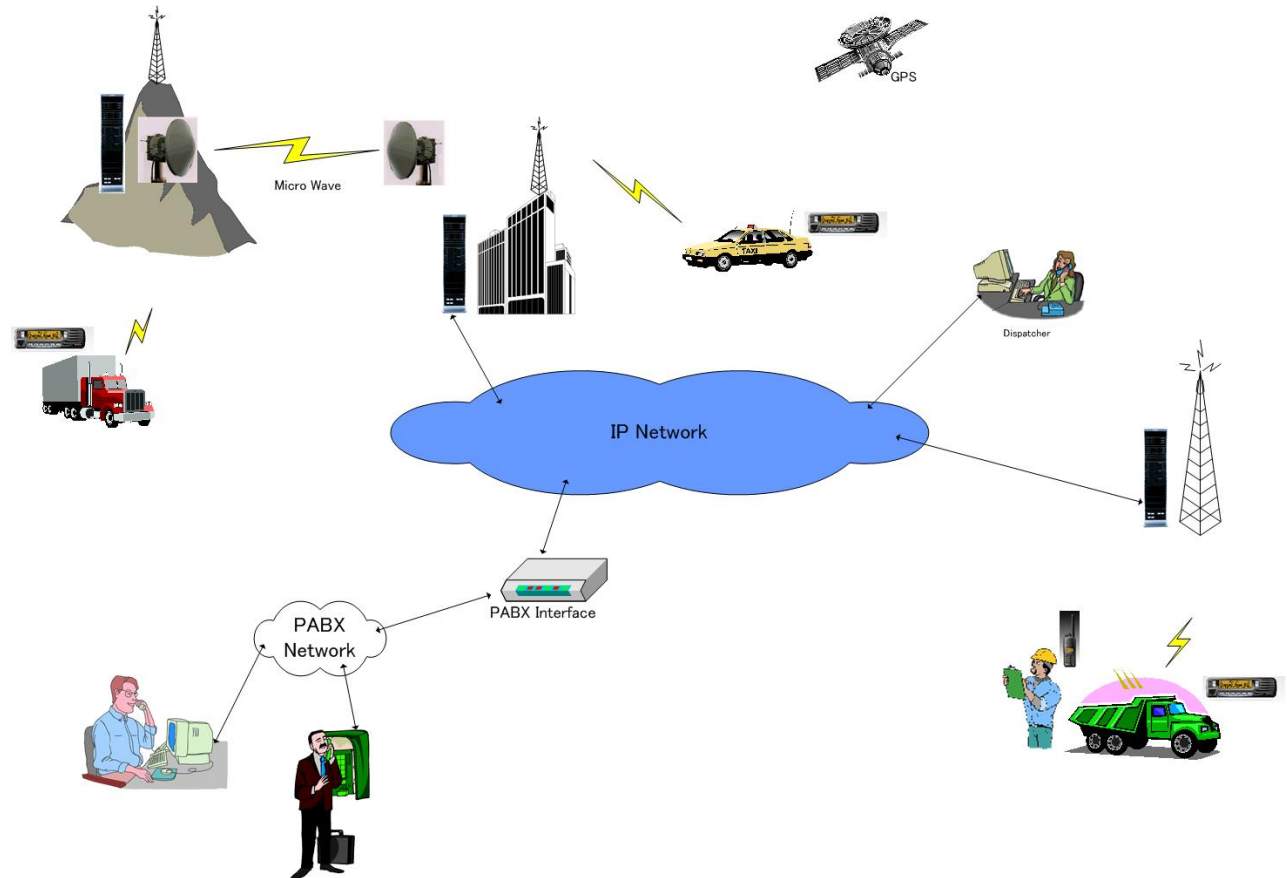 GPS
Micro Wave
TAXI
Dispatcher
IP Network
PABX Interface
PABX
Network